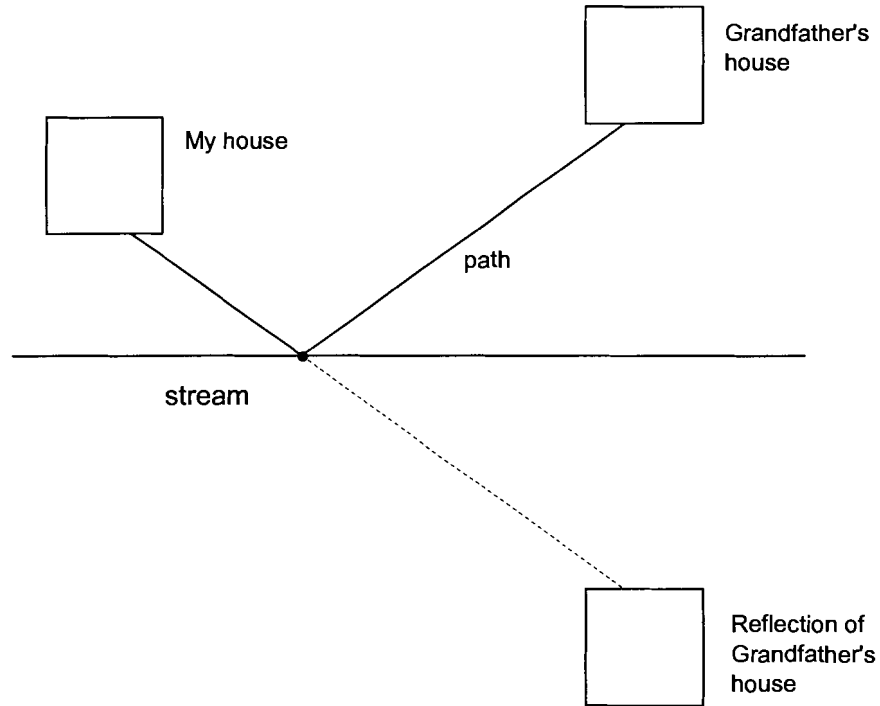 Grandfather's
house
My house
path
stream
Reflection of
Grandfather's
house